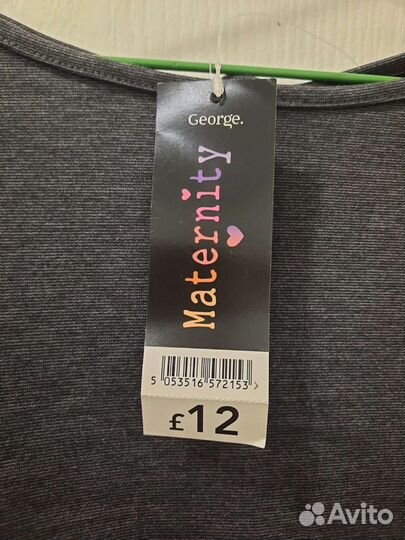 George.
Maternity
5 053516 572153 >
£12
Avito